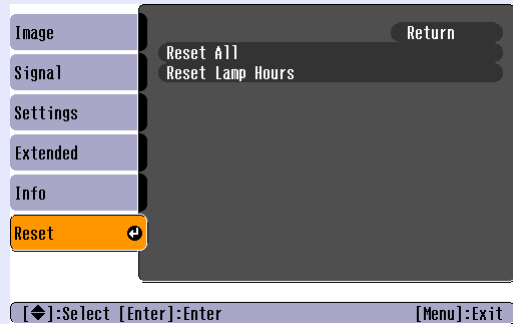 Image
Return
Reset All
Signal
Reset Lamp Hours
Settings
Extended
Info
Reset
[◆]:Select [Enter]:Enter
[Menu]:Exit